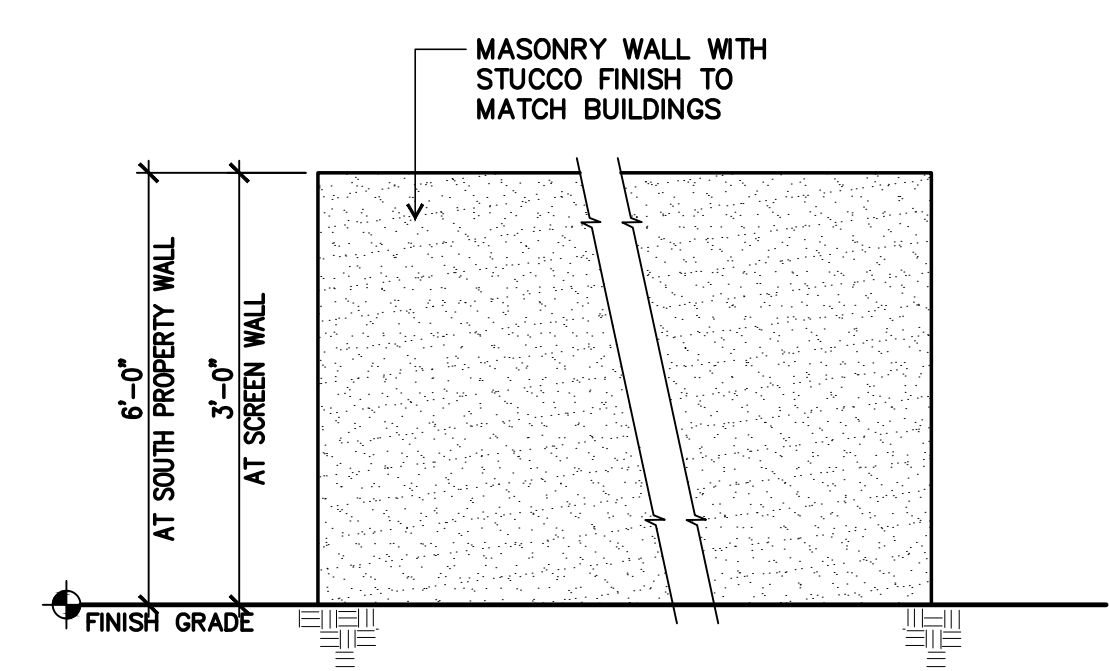 MASONRY WALL WITH
STUCCO FINISH TO
MATCH BUILDINGS
6'-0"
AT SOUTH PROPERTY WALL
3'-0"
AT SCREEN WALL
FINISH GRADE